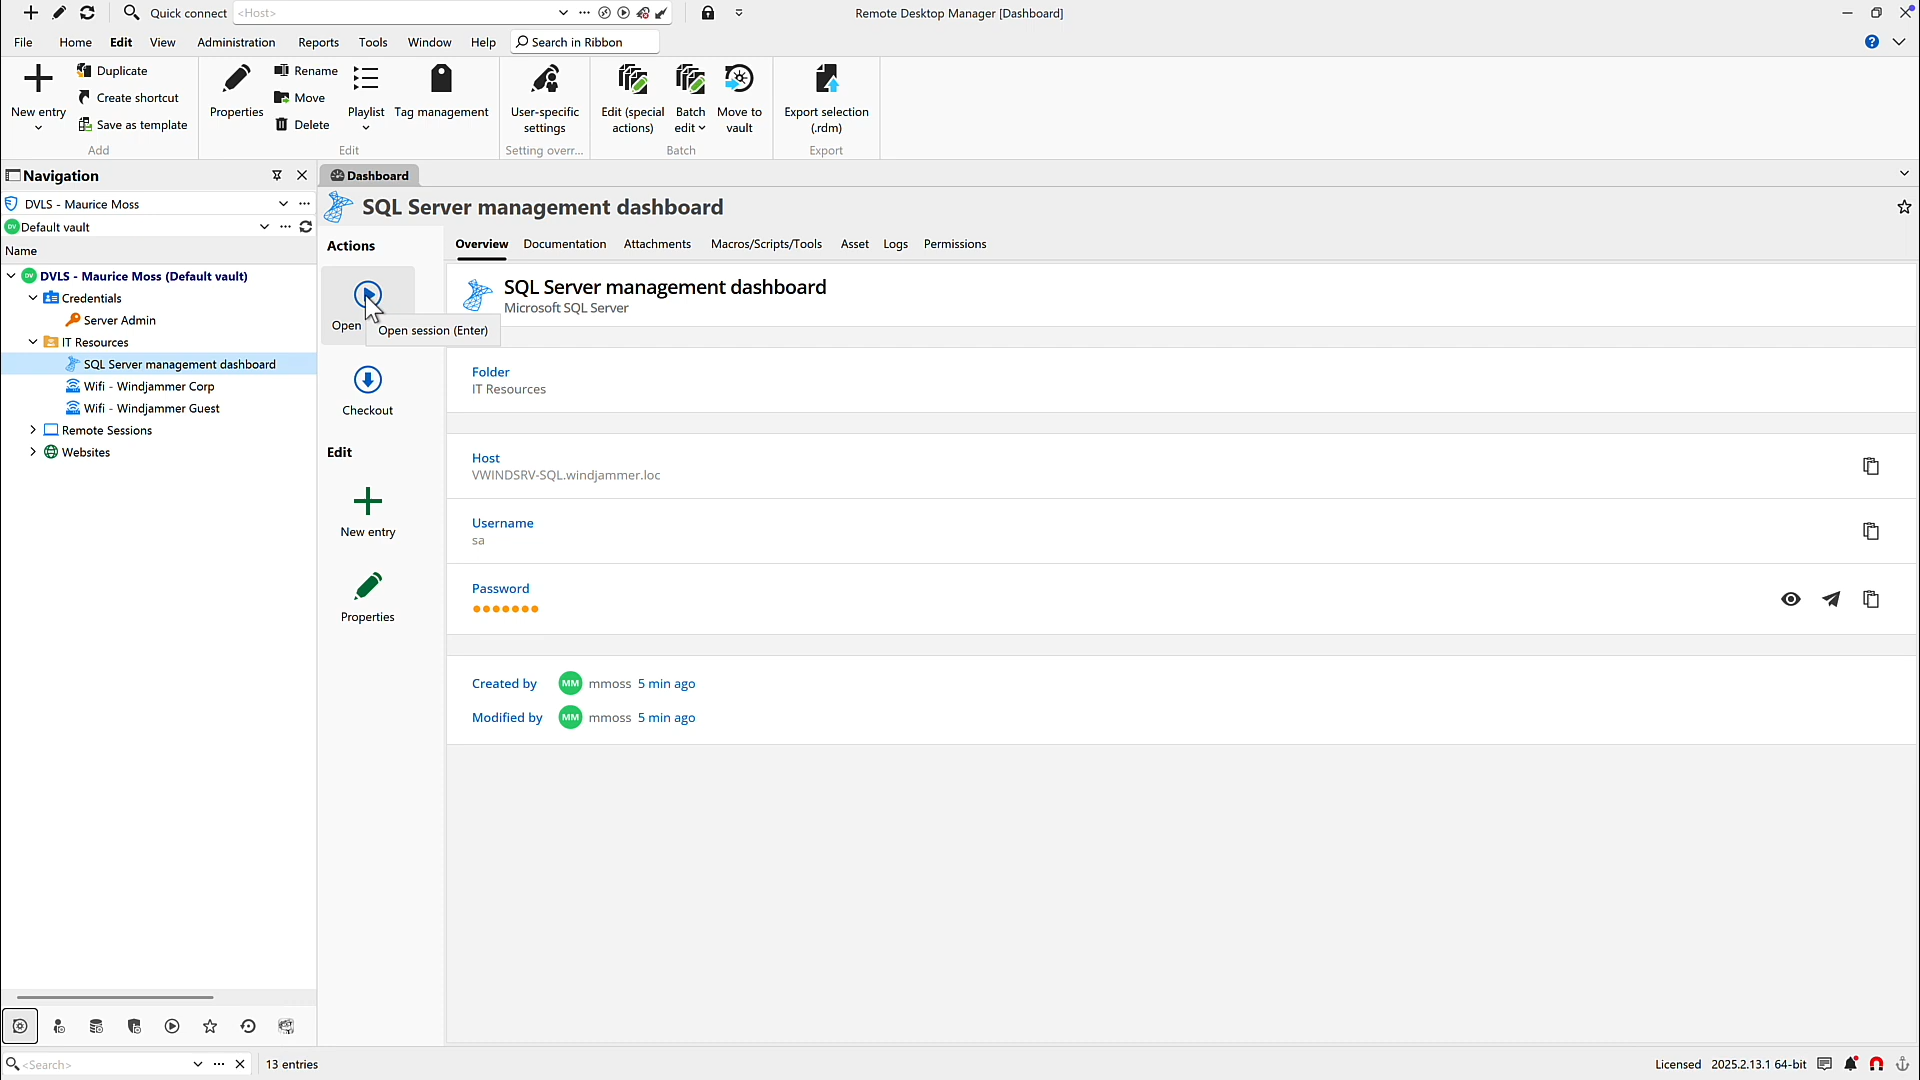 Quick connect <Host>
Remote Desktop Manager [Dashboard]
File Home Edit View Administration Reports Tools Window Help Search in Ribbon
New entry
Duplicate
Create shortcut
Save as template
Add
Properties
Rename
Move
Delete
Playlist
Tag management
Edit
User-specific
settings
Setting overr...
Edit (special
actions)
Batch
edit
Move to
vault
Batch
Export selection
(.rdm)
Export
Navigation
DVLS - Maurice Moss
DV Default vault
Name
DV DVLS - Maurice Moss (Default vault)
Credentials
Server Admin
IT Resources
SQL Server management dashboard
Wifi - Windjammer Corp
Wifi - Windjammer Guest
Remote Sessions
Websites
Dashboard
SQL Server management dashboard
Actions
Open
Open session (Enter)
Checkout
Edit
New entry
Properties
Overview Documentation Attachments Macros/Scripts/Tools Asset Logs Permissions
SQL Server management dashboard
Microsoft SQL Server
Folder
IT Resources
Host
VWINDSRV-SQL.windjammer.loc
Username
sa
Password
Created by MM mmoss 5 min ago
Modified by MM mmoss 5 min ago
<Search>
13 entries
Licensed 2025.2.13.1 64-bit